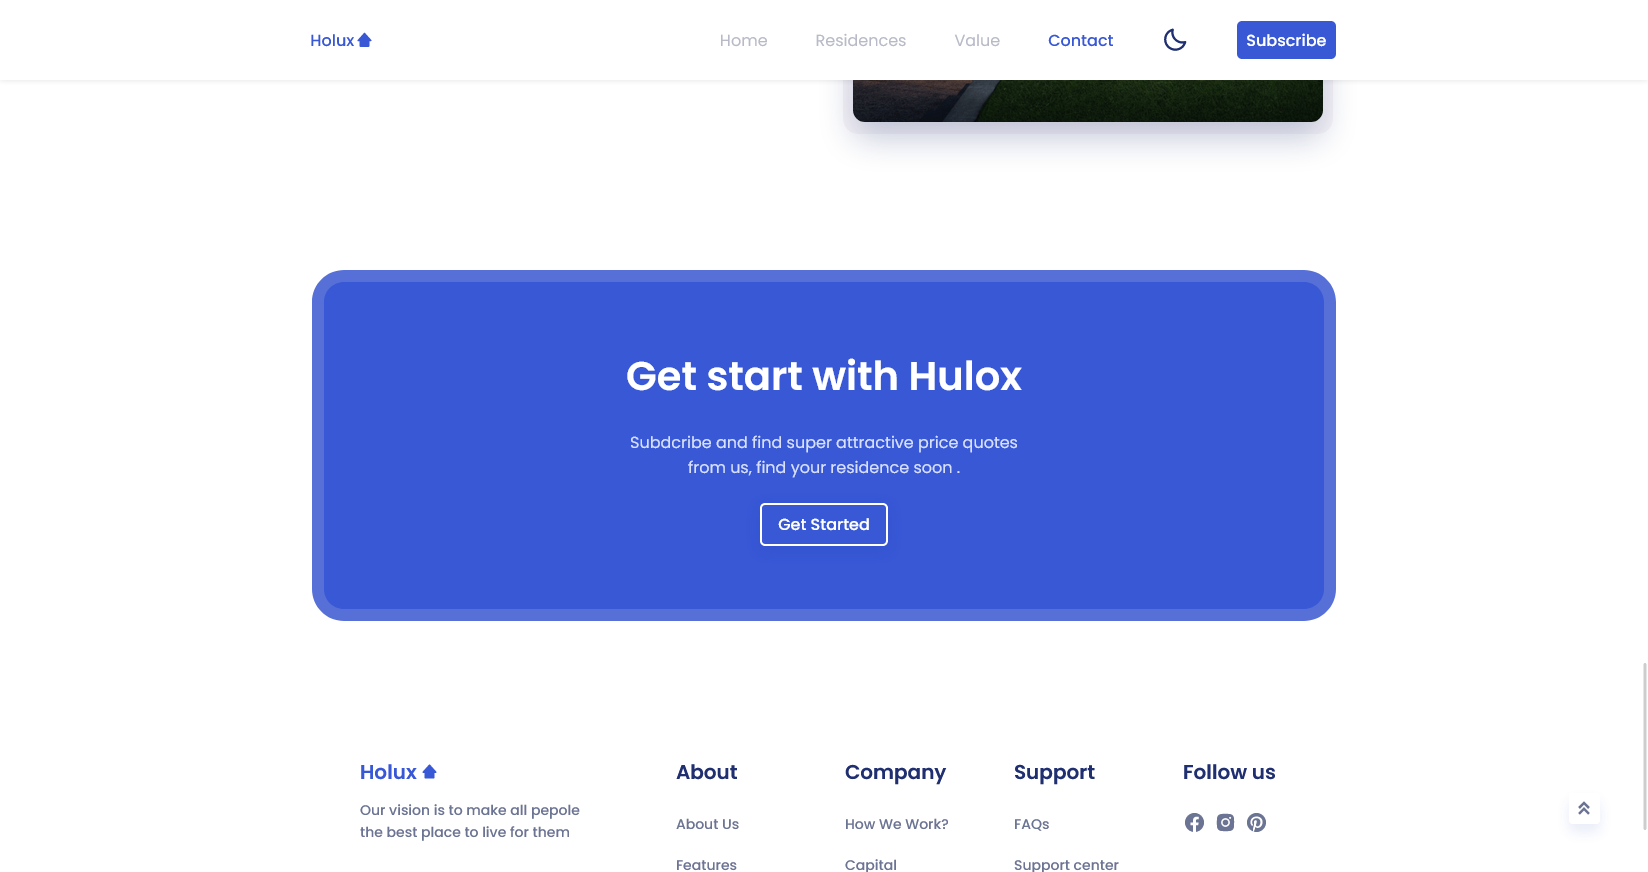 Holux
Home
Residences
Value
Contact
Subscribe
Get start with Hulox
Subdcribe and find super attractive price quotes
from us, find your residence soon .
Get Started
Holux
Our vision is to make all pepole
the best place to live for them
About
About Us
Features
Company
How We Work?
Capital
Support
FAQs
Support center
Follow us